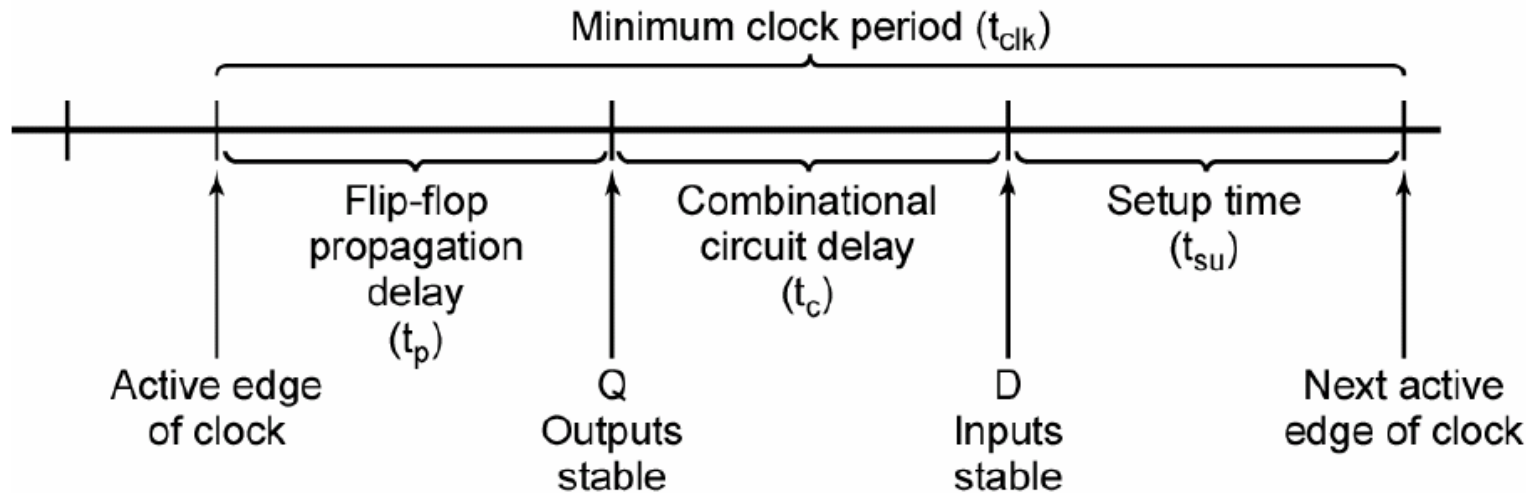 Minimum clock period (tclk)
Flip-flop
propagation
delay
(tp)
Combinational
circuit delay
(tc)
Setup time
(tsu)
Active edge
of clock
Q
Outputs
stable
D
Inputs
stable
Next active
edge of clock